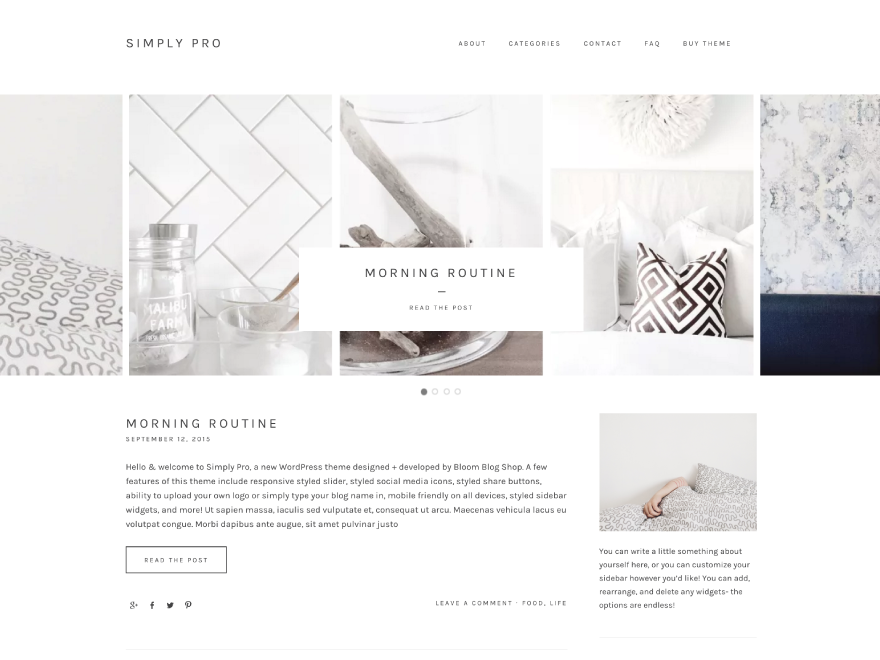 SIMPLY PRO
ABOUT CATEGORIES CONTACT FAQ BUY THEME
MALIBU
FARM
MORNING ROUTINE
READ THE POST
MORNING ROUTINE
SEPTEMBER 12, 2015
Hello & welcome to Simply Pro, a new WordPress theme designed + developed by Bloom Blog Shop. A few
features of this theme include responsive styled slider, styled social media icons, styled share buttons,
ability to upload your own logo or simply type your blog name in, mobile friendly on all devices, styled sidebar
widgets, and more! Ut sapien massa, iaculis sed vulputate et, consequat ut arcu. Maecenas vehicula lacus eu
volutpat congue. Morbi dapibus ante augue, sit amet pulvinar justo
READ THE POST
LEAVE A COMMENT · FOOD, LIFE
You can write a little something about
yourself here, or you can customize your
sidebar however you'd like! You can add,
rearrange, and delete any widgets- the
options are endless!